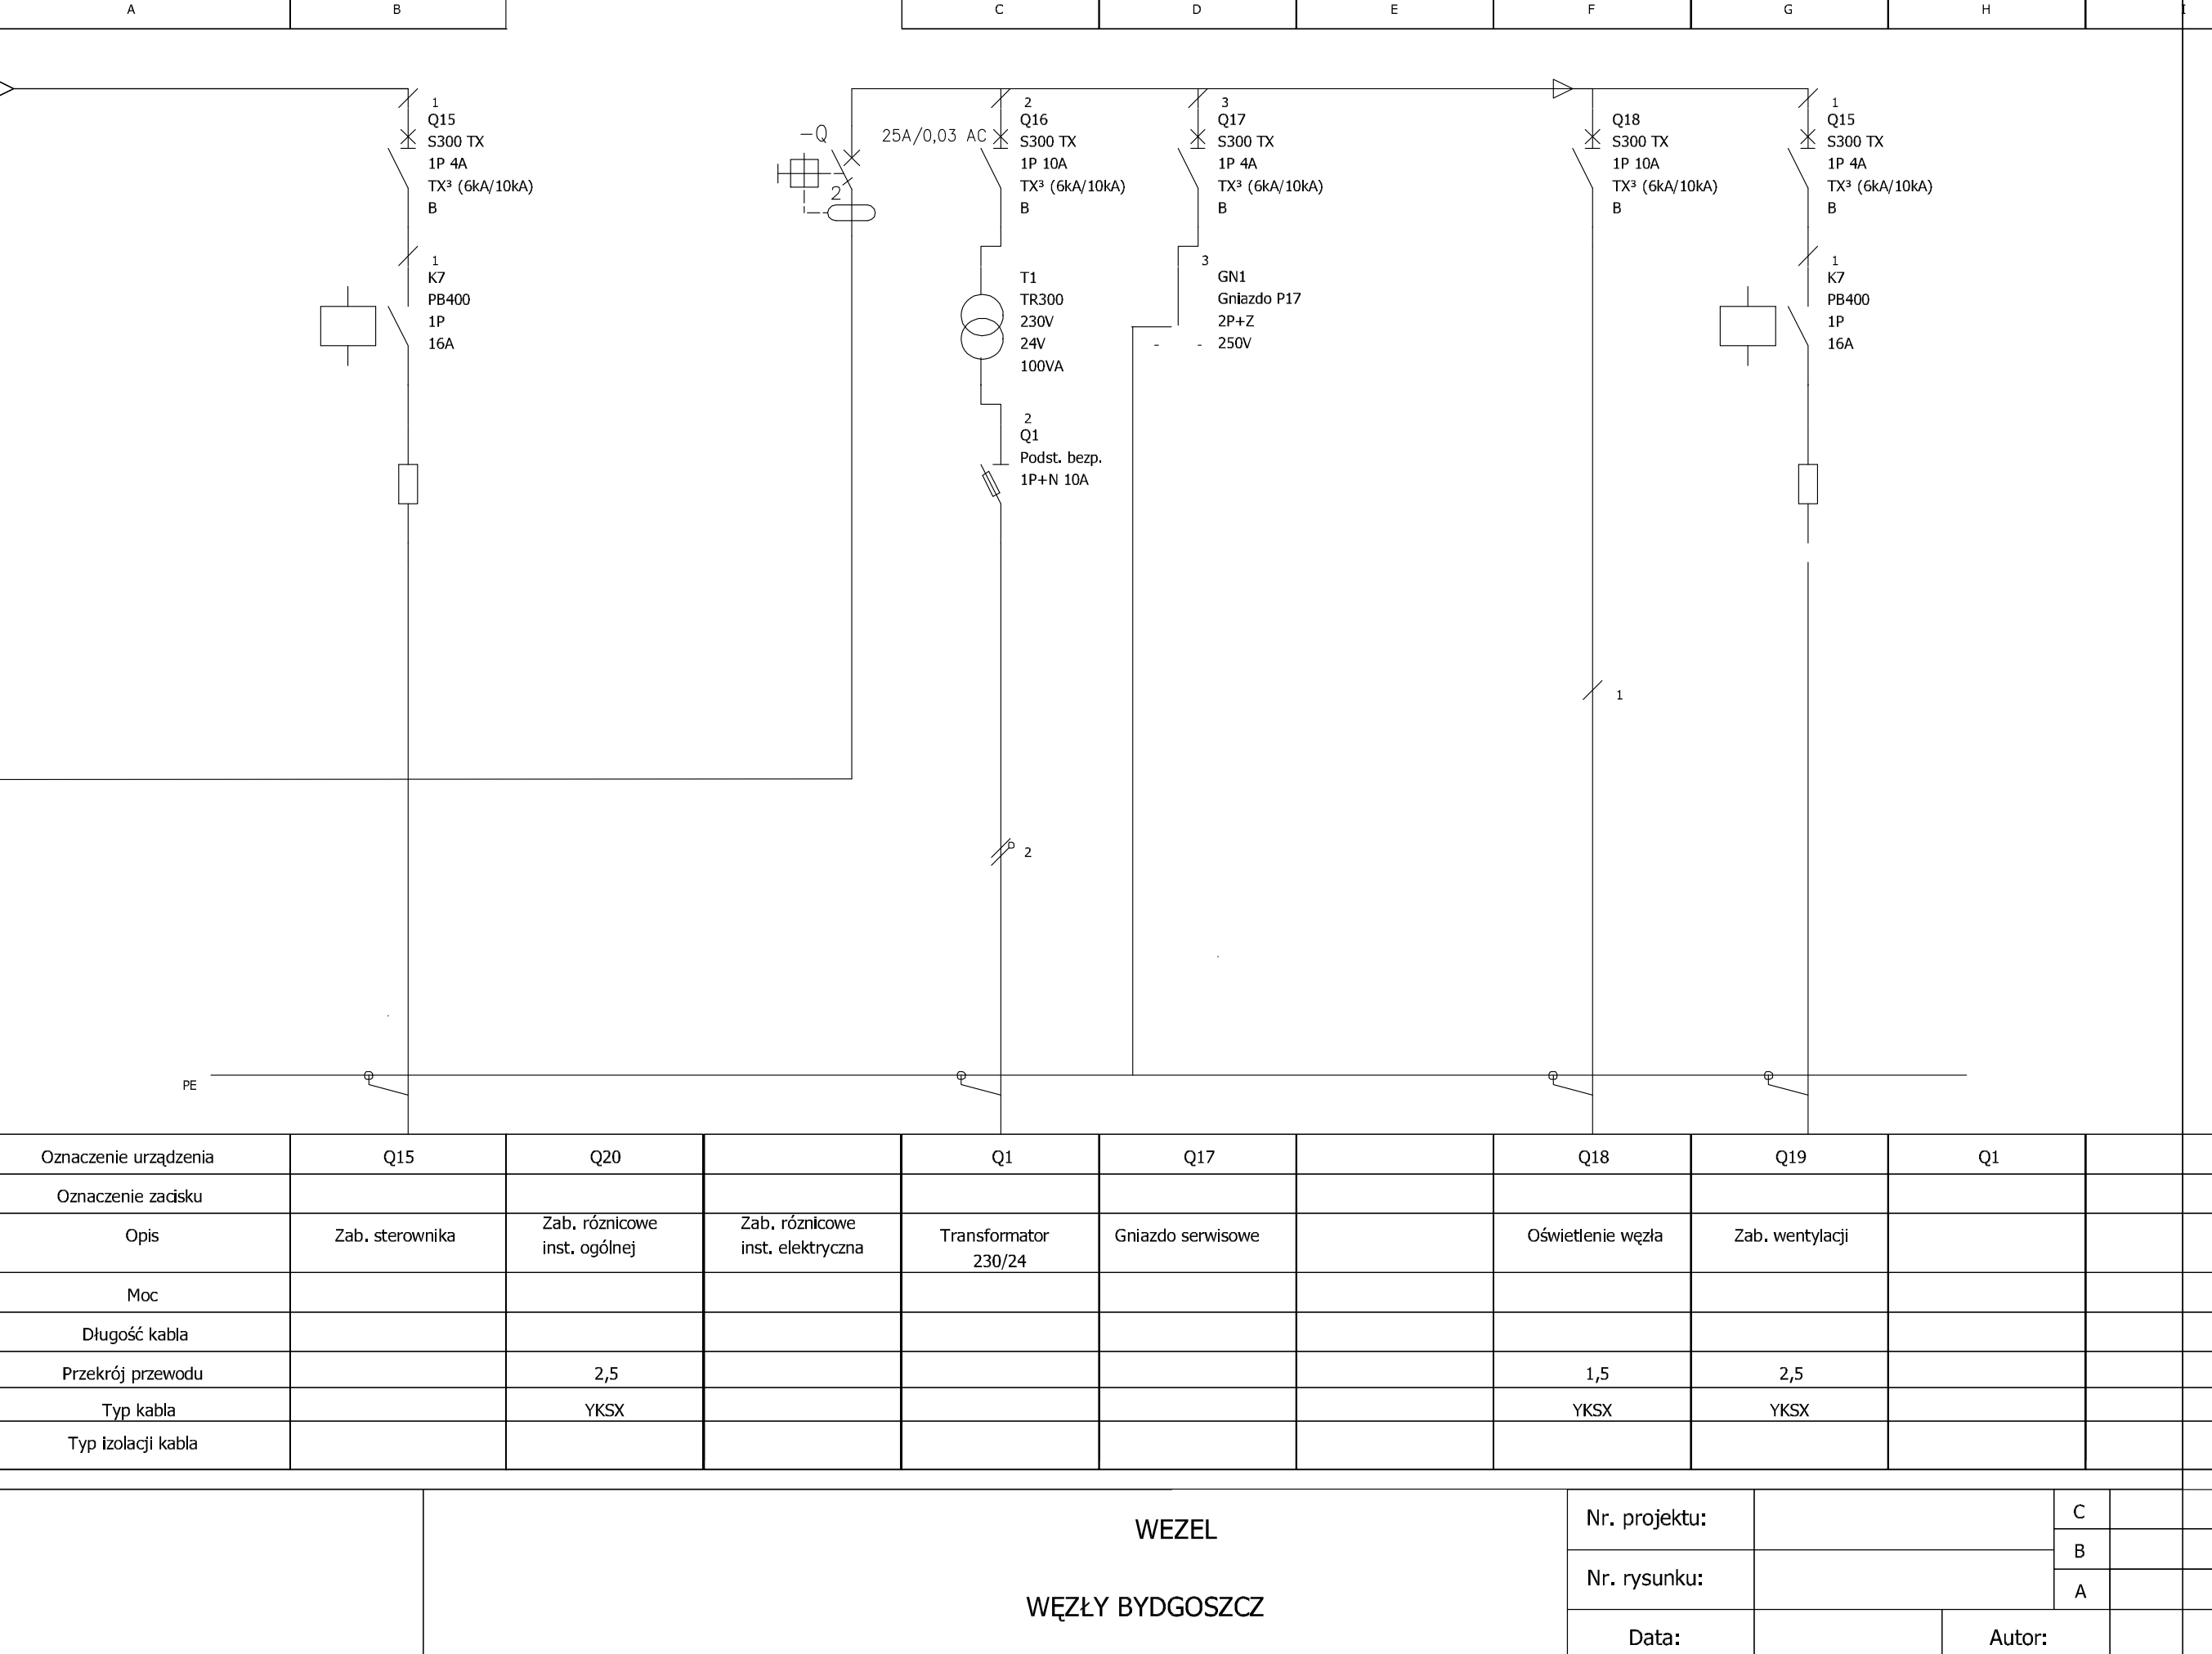 A B C D E F G H I
1
Q15
S300 TX
1P 4A
TX³ (6kA/10kA)
B
1
K7
PB400
1P
16A
-Q
2
25A/0,03 AC
2
Q16
S300 TX
1P 10A
TX³ (6kA/10kA)
B
T1
TR300
230V
24V
100VA
2
Q1
Podst. bezp.
1P+N 10A
2
3
Q17
S300 TX
1P 4A
TX³ (6kA/10kA)
B
3
GN1
Gniazdo P17
2P+Z
250V
Q18
S300 TX
1P 10A
TX³ (6kA/10kA)
B
1
1
Q15
S300 TX
1P 4A
TX³ (6kA/10kA)
B
1
K7
PB400
1P
16A
PE
Oznaczenie urządzenia Q15 Q20 Q1 Q17 Q18 Q19 Q1
Oznaczenie zacisku
Opis
Zab. sterownika
Zab. róznicowe
inst. ogólnej
Zab. róznicowe
inst. elektryczna
Transformator
230/24
Gniazdo serwisowe
Oświetlenie węzła
Zab. wentylacji
Moc
Długość kabla
Przekrój przewodu 2,5 1,5 2,5
Typ kabla YKSX YKSX YKSX
Typ izolacji kabla
WEZEL
WĘZŁY BYDGOSZCZ
Nr. projektu:
Nr. rysunku:
Data:
Autor:
C
B
A